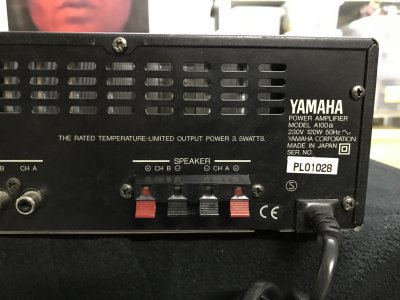 YAMAHA
POWER AMPLIFIER
MODEL A100a
230V 120W 50Hz
YAMAHA CORPORATION
MADE IN JAPAN
SER. NO.
PL01028
THE RATED TEMPERATURE-LIMITED OUTPUT POWER 3.5WATTS.
SPEAKER
+ CH B − − CH A +
CH A
S
CE